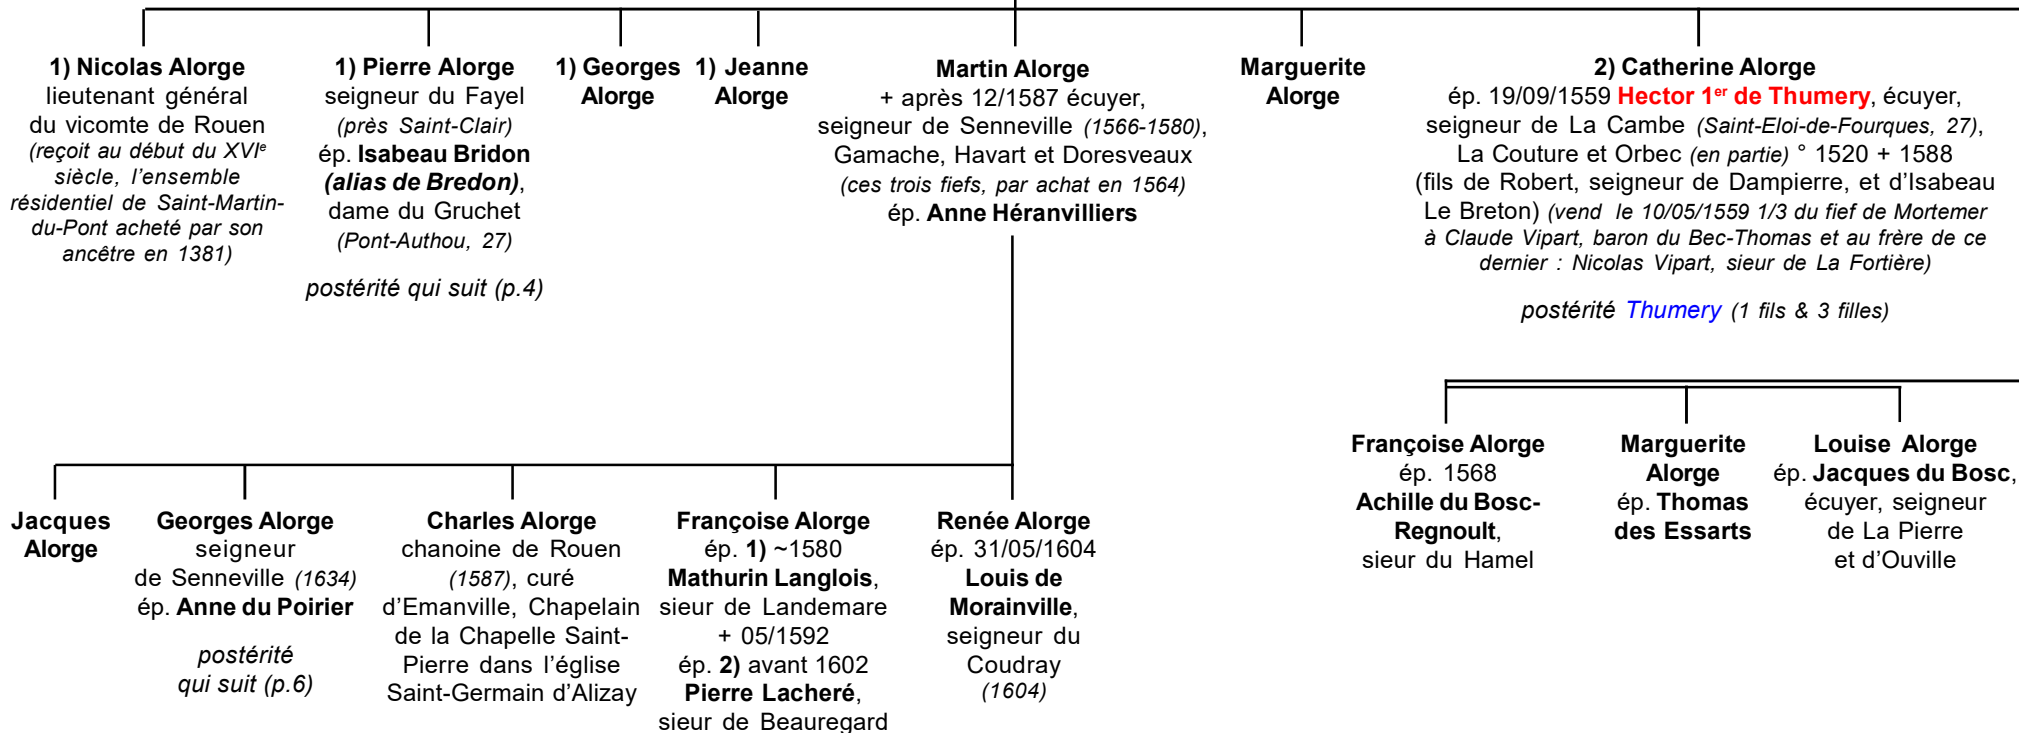 1) Nicolas Alorge
lieutenant général
du vicomte de Rouen
(reçoit au début du XVIe
siècle, l'ensemble
résidentiel de Saint-Martin-
du-Pont acheté par son
ancêtre en 1381)
1) Pierre Alorge
seigneur du Fayel
(près Saint-Clair)
ép. Isabeau Bridon
(alias de Bredon),
dame du Gruchet
(Pont-Authou, 27)
postérité qui suit (p.4)
1) Georges
Alorge
1) Jeanne
Alorge
Martin Alorge
+ après 12/1587 écuyer,
seigneur de Senneville (1566-1580),
Gamache, Havart et Doresveaux
(ces trois fiefs, par achat en 1564)
ép. Anne Héranvilliers
Marguerite
Alorge
2) Catherine Alorge
ép. 19/09/1559 Hector 1er de Thumery, écuyer,
seigneur de La Cambe (Saint-Eloi-de-Fourques, 27),
La Couture et Orbec (en partie) ° 1520 + 1588
(fils de Robert, seigneur de Dampierre, et d'Isabeau
Le Breton) (vend le 10/05/1559 1/3 du fief de Mortemer
à Claude Vipart, baron du Bec-Thomas et au frère de ce
dernier : Nicolas Vipart, sieur de La Fortière)
postérité Thumery (1 fils & 3 filles)
Françoise Alorge
ép. 1568
Achille du Bosc-
Regnoult,
sieur du Hamel
Marguerite
Alorge
ép. Thomas
des Essarts
Louise Alorge
ép. Jacques du Bosc,
écuyer, seigneur
de La Pierre
et d'Ouville
Jacques
Alorge
Georges Alorge
seigneur
de Senneville (1634)
ép. Anne du Poirier
postérité
qui suit (p.6)
Charles Alorge
chanoine de Rouen
(1587), curé
d'Emanville, Chapelain
de la Chapelle Saint-
Pierre dans l'église
Saint-Germain d'Alizay
Françoise Alorge
ép. 1) ~1580
Mathurin Langlois,
sieur de Landemare
+ 05/1592
ép. 2) avant 1602
Pierre Lacheré,
sieur de Beauregard
Renée Alorge
ép. 31/05/1604
Louis de
Morainville,
seigneur du
Coudray
(1604)